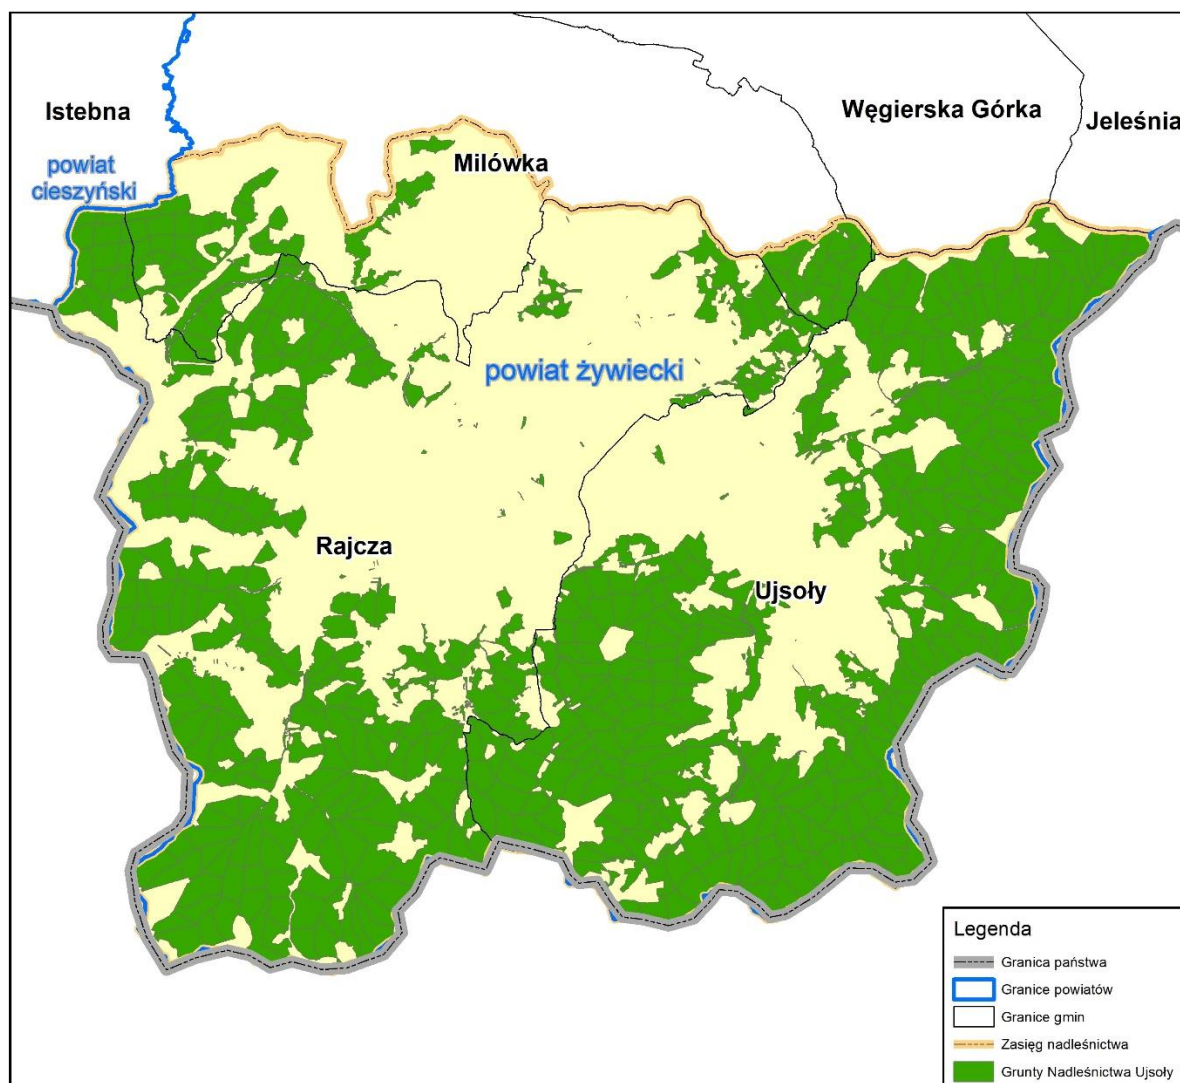 Istebna
Węgierska Górka
Jeleśnia
powiat
cieszyński
Milówka
powiat żywiecki
Rajcza
Ujsoły
Legenda
Granica państwa
Granice powiatów
Granice gmin
Zasięg nadleśnictwa
Grunty Nadleśnictwa Ujsoły